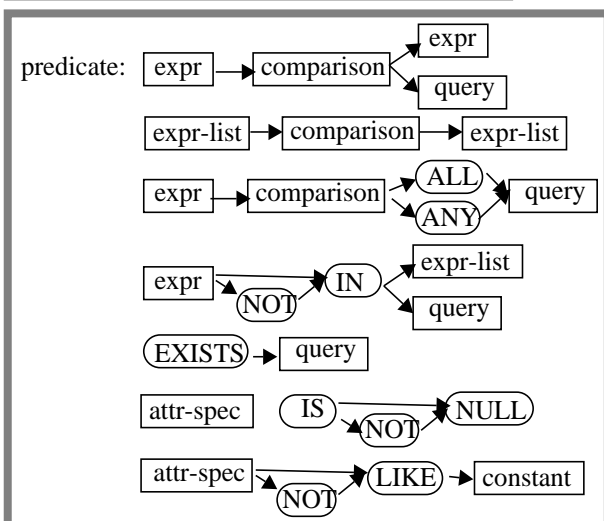 expr
predicate: expr comparison
query
expr-list comparison expr-list
ALL
expr comparison query
ANY
expr-list
expr IN
NOT query
EXISTS query
attr-spec IS NULL
NOT
attr-spec LIKE constant
NOT